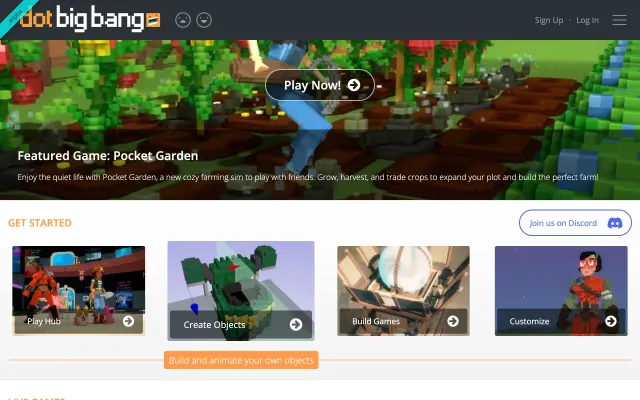 Alpha
dot big bang
Sign Up · Log In
Play Now!
Featured Game: Pocket Garden
Enjoy the quiet life with Pocket Garden, a new cozy farming sim to play with friends. Grow, harvest, and trade crops to expand your plot and build the perfect farm!
GET STARTED
Join us on Discord
Play Hub
Create Objects
Build Games
Customize
Build and animate your own objects